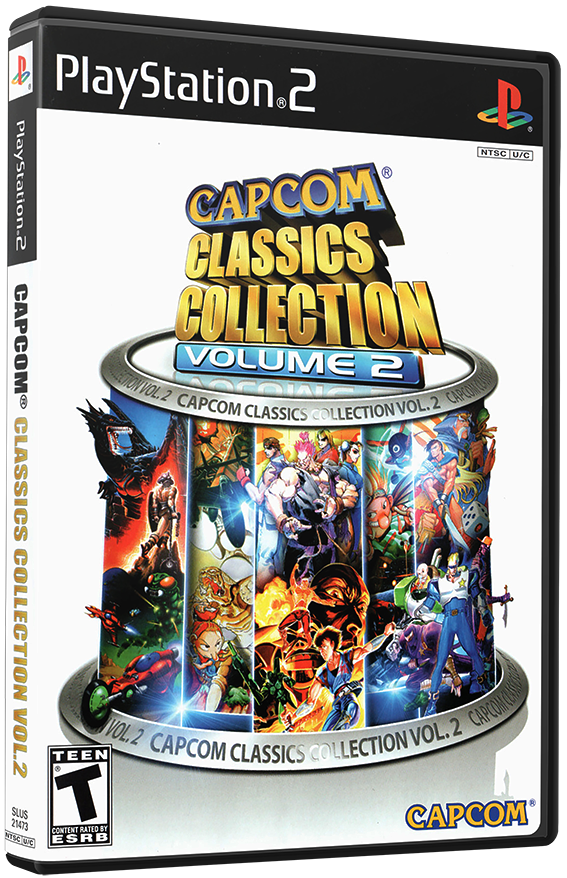 PlayStation®2
NTSC U/C
CAPCOM®
CLASSICS
COLLECTION
VOLUME 2
COLLECTION VOL. 2 CAPCOM CLASSICS COLLECTION VOL. 2 CAPCOM CLASSICS
VOL. 2 CAPCOM CLASSICS COLLECTION VOL. 2 CAPCOM CLASSICS
TEEN
T
CONTENT RATED BY
ESRB
CAPCOM®
PlayStation®2
CAPCOM® CLASSICS COLLECTION VOL.2
SLUS
21473
NTSC U/C